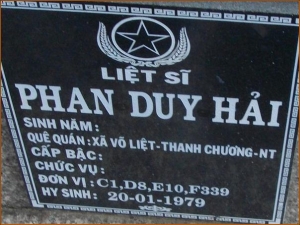 LIỆT SĨ
PHAN DUY HẢI
SINH NĂM :
QUÊ QUÁN : XÃ VÕ LIỆT-THANH CHƯƠNG-NT
CẤP BẬC :
CHỨC VỤ :
ĐƠN VỊ : C1,D8,E10,F339
HY SINH : 20-01-1979